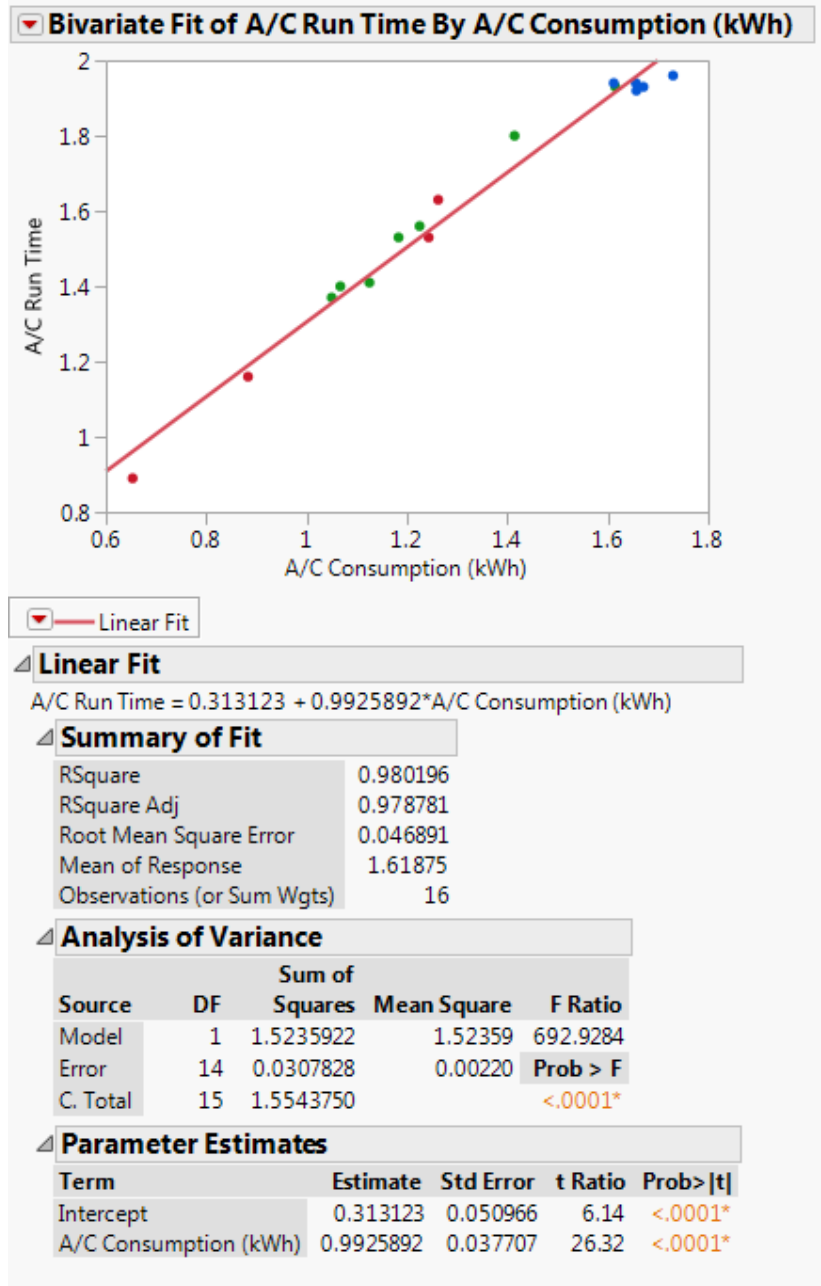 Bivariate Fit of A/C Run Time By A/C Consumption (kWh)
2
1.8
1.6
1.4
1.2
1
0.8
A/C Run Time
0.6 0.8 1 1.2 1.4 1.6 1.8
A/C Consumption (kWh)
Linear Fit
Linear Fit
A/C Run Time = 0.313123 + 0.9925892*A/C Consumption (kWh)
Summary of Fit
RSquare 0.980196
RSquare Adj 0.978781
Root Mean Square Error 0.046891
Mean of Response 1.61875
Observations (or Sum Wgts) 16
Analysis of Variance
Sum of
Source DF Squares Mean Square F Ratio
Model 1 1.5235922 1.52359 692.9284
Error 14 0.0307828 0.00220 Prob > F
C. Total 15 1.5543750 <.0001*
Parameter Estimates
Term Estimate Std Error t Ratio Prob>|t|
Intercept 0.313123 0.050966 6.14 <.0001*
A/C Consumption (kWh) 0.9925892 0.037707 26.32 <.0001*